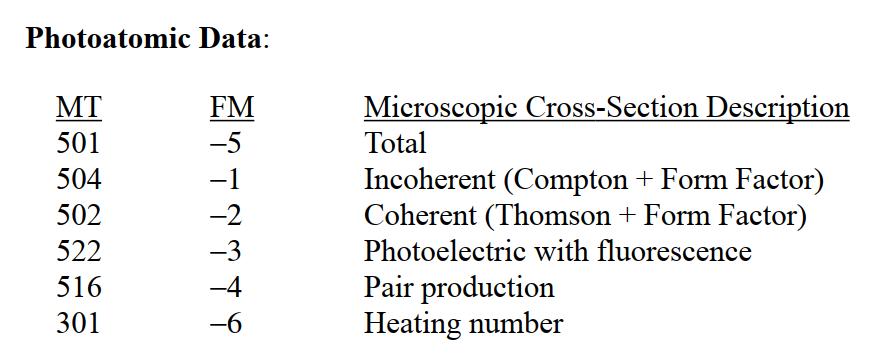 Photoatomic Data:
MT FM Microscopic Cross-Section Description
501 –5 Total
504 –1 Incoherent (Compton + Form Factor)
502 –2 Coherent (Thomson + Form Factor)
522 –3 Photoelectric with fluorescence
516 –4 Pair production
301 –6 Heating number